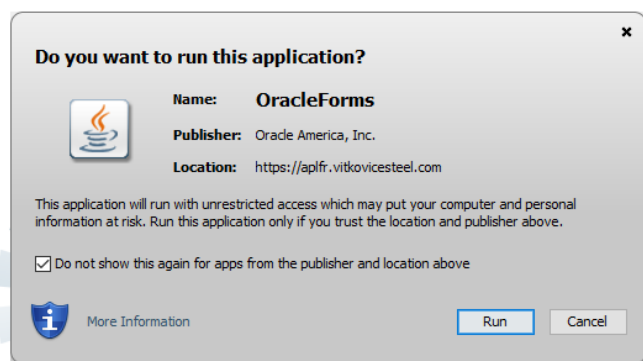 Do you want to run this application?
Name: OracleForms
Publisher: Oracle America, Inc.
Location: https://aplfr.vitkovicesteel.com
This application will run with unrestricted access which may put your computer and personal
information at risk. Run this application only if you trust the location and publisher above.
Do not show this again for apps from the publisher and location above
More Information
Run
Cancel